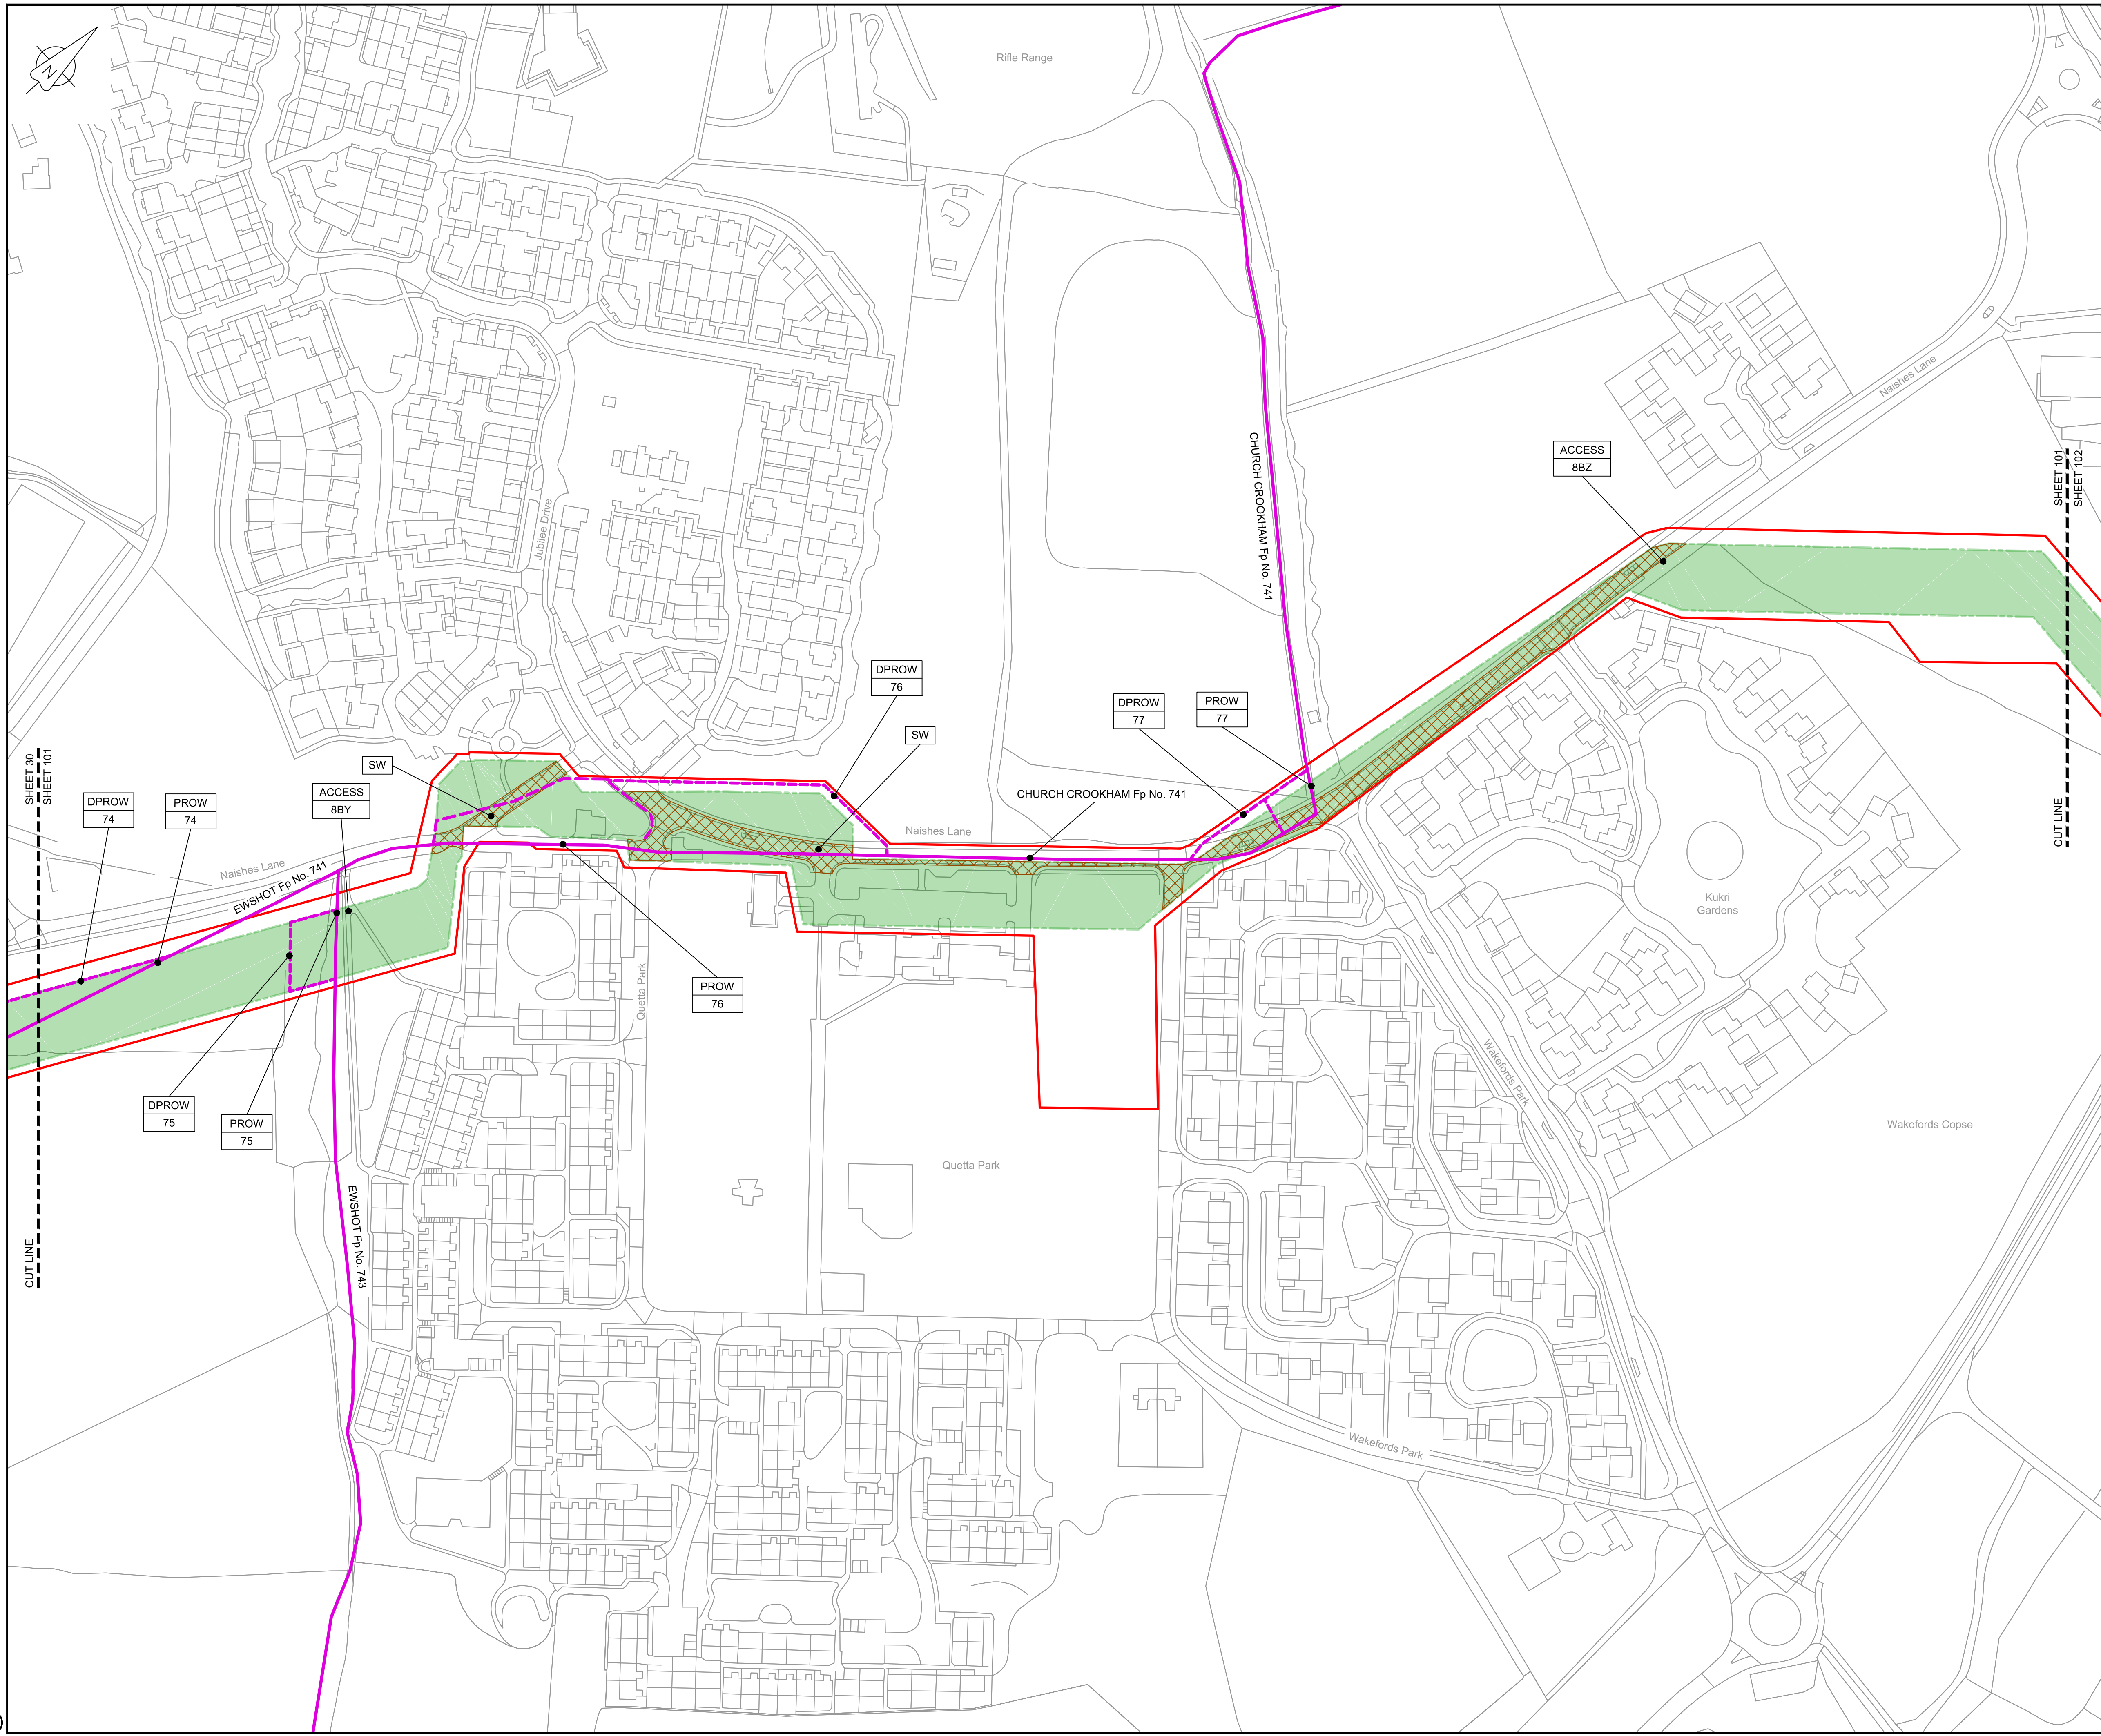 N
Rifle Range
CHURCH CROOKHAM Fp No. 741
Naishes Lane
ACCESS
8BZ
SHEET 101
SHEET 102
CUT LINE
Jubilee Drive
DPROW
76
SW
DPROW
77
PROW
77
CHURCH CROOKHAM Fp No. 741
Naishes Lane
SW
ACCESS
8BY
SHEET 30
SHEET 101
DPROW
74
PROW
74
Naishes Lane
EWSHOT Fp No. 741
Kukri
Gardens
Quetta Park
PROW
76
DPROW
75
PROW
75
Wakefords Park
Wakefords Copse
Quetta Park
EWSHOT Fp No. 743
CUT LINE
Wakefords Park